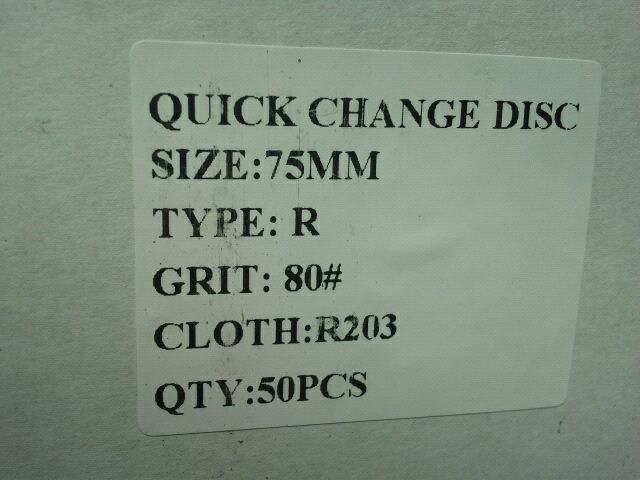 QUICK CHANGE DISC
SIZE:75MM
TYPE: R
GRIT: 80#
CLOTH:R203
QTY:50PCS